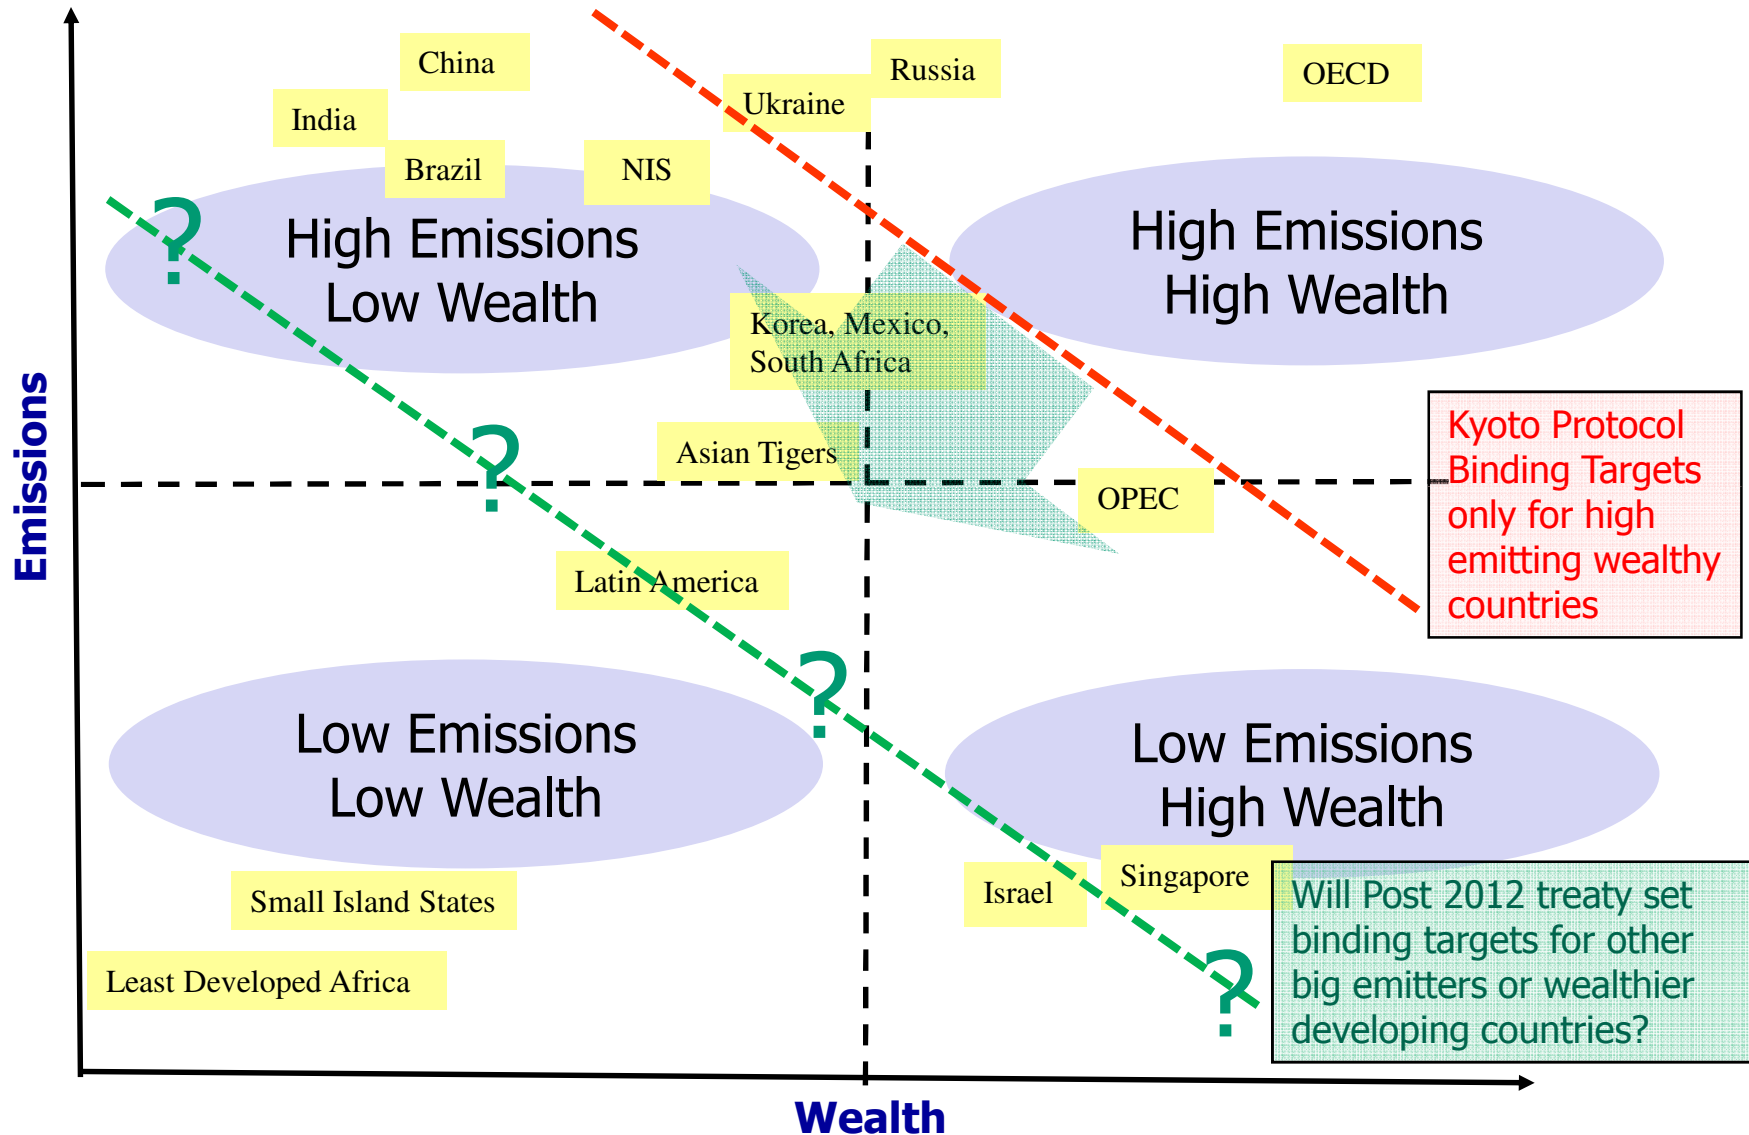 China
Russia
OECD
Ukraine
India
Brazil
NIS
High Emissions
Low Wealth
High Emissions
High Wealth
?
Korea, Mexico,
South Africa
Asian Tigers
?
OPEC
Kyoto Protocol
Binding Targets
only for high
emitting wealthy
countries
Emissions
Latin America
?
Low Emissions
Low Wealth
Low Emissions
High Wealth
Small Island States
Israel
Singapore
Least Developed Africa
?
Will Post 2012 treaty set
binding targets for other
big emitters or wealthier
developing countries?
Wealth